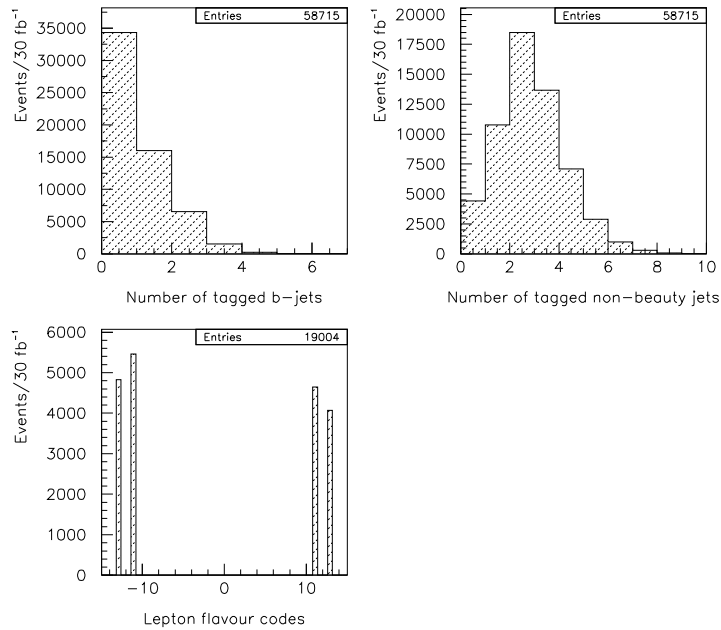 Entries 58715
Events/30 fb⁻¹
35000
30000
25000
20000
15000
10000
5000
0
0 2 4 6
Number of tagged b-jets
Entries 58715
Events/30 fb⁻¹
20000
17500
15000
12500
10000
7500
5000
2500
0
0 2 4 6 8 10
Number of tagged non-beauty jets
Entries 19004
Events/30 fb⁻¹
6000
5000
4000
3000
2000
1000
0
-10 0 10
Lepton flavour codes